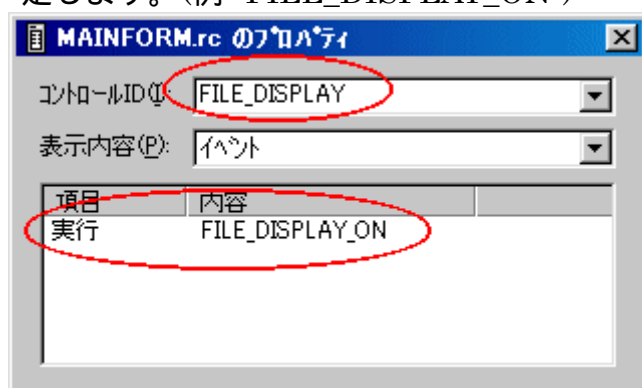 定します。(例 FILE_DISPLAY_ON )
MAINFORM.rc のプロパティ
コントロールID(I): FILE_DISPLAY
表示内容(P): イベント
項目 内容
実行 FILE_DISPLAY_ON